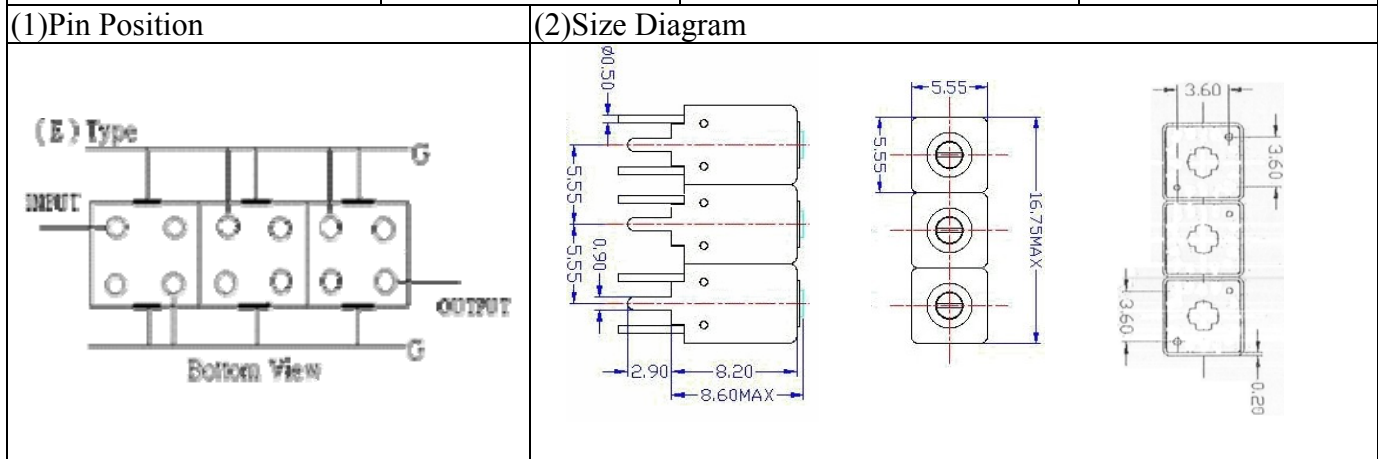 (1)Pin Position
(2)Size Diagram
(E) Type
G
INPUT
OUTPUT
G
Bottom View
ø0.50
5.55
5.55
0.90
2.90
8.20
8.60MAX
5.55
5.55
16.75MAX
3.60
3.60
3.60
0.20